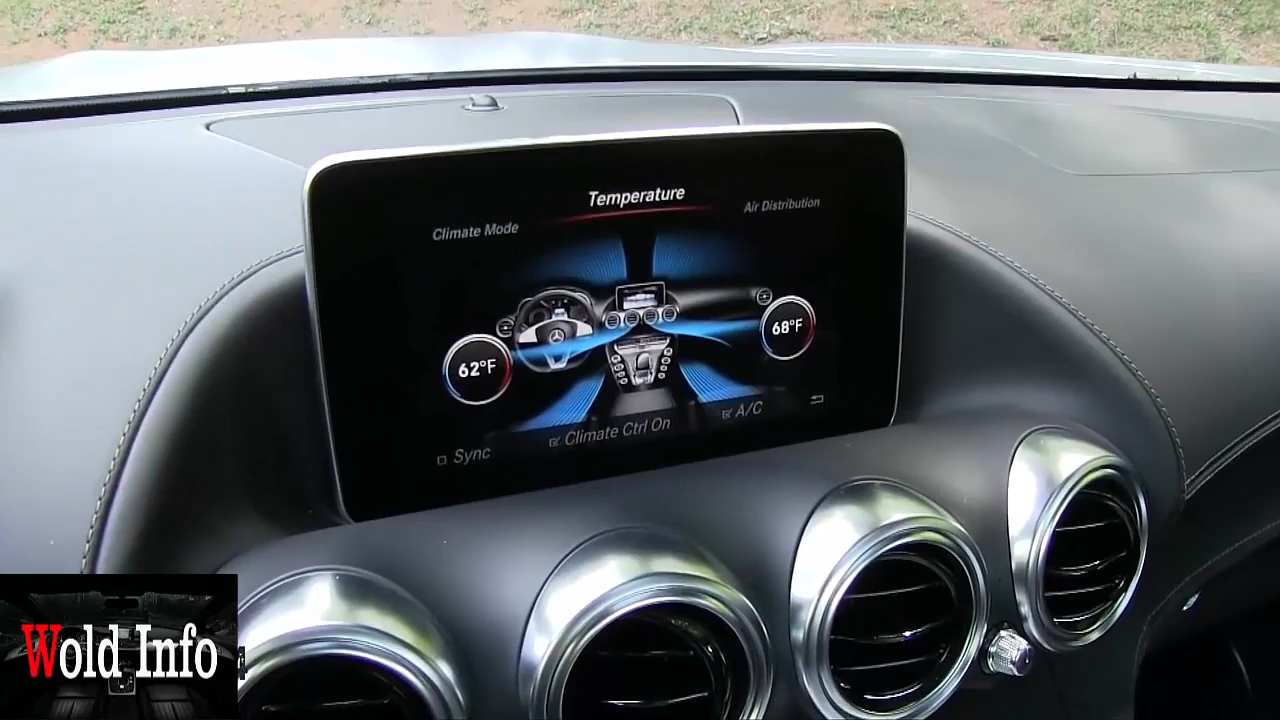 Temperature
Climate Mode
Air Distribution
62°F
68°F
Sync
Climate Ctrl On
A/C
Wold Info